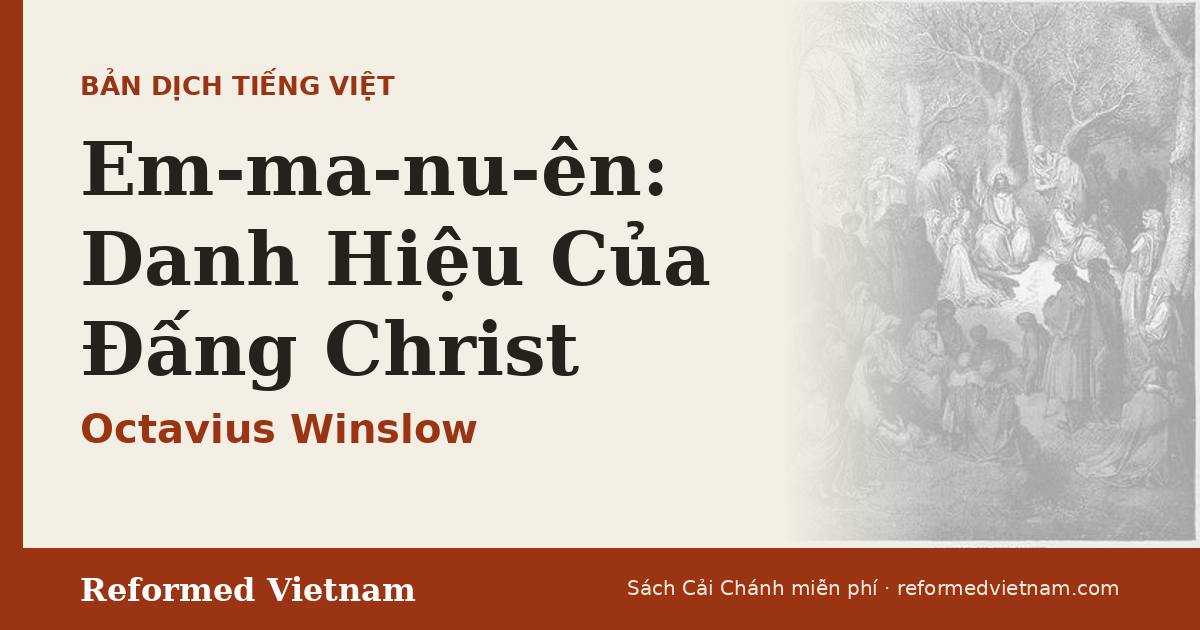 BẢN DỊCH TIẾNG VIỆT
Em-ma-nu-ên:
Danh Hiệu Của
Đấng Christ
Octavius Winslow
Reformed Vietnam
Sách Cải Chánh miễn phí · reformedvietnam.com